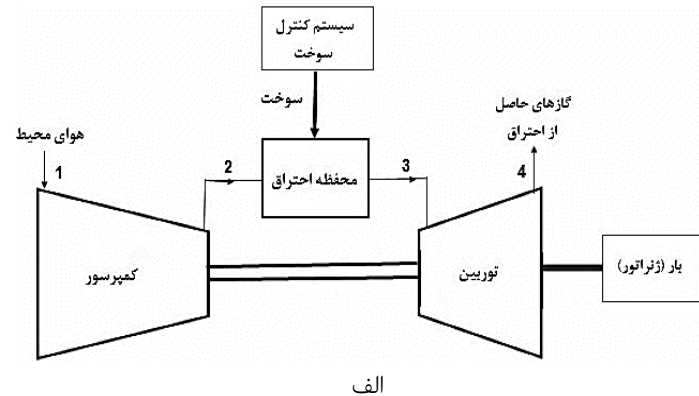 سیستم کنترل
سوخت
سوخت
گازهای حاصل
از احتراق
هوای محیط
1
2
محفظه احتراق
3
4
کمپرسور
توربین
بار (ژنراتور)
الف